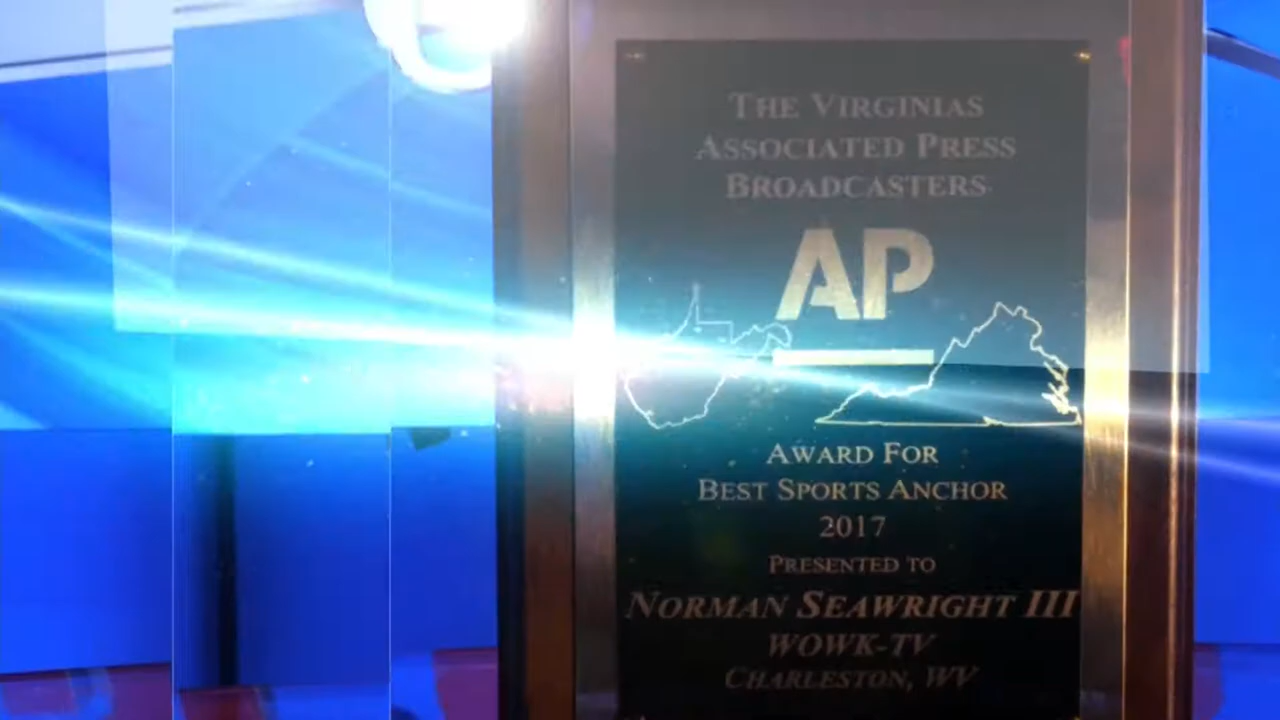 THE VIRGINIAS
ASSOCIATED PRESS
BROADCASTERS
AP
AWARD FOR
BEST SPORTS ANCHOR
2017
PRESENTED TO
NORMAN SEAWRIGHT III
WOWK-TV
CHARLESTON, WV